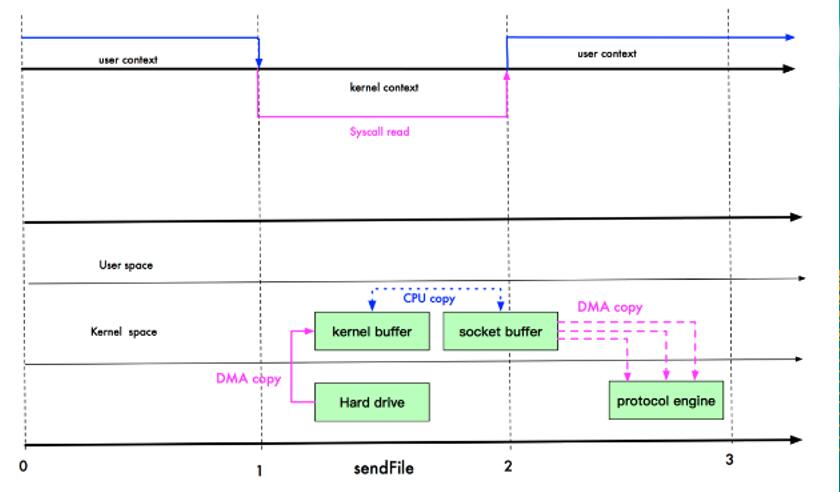 user context
user context
kernel context
Syscall read
User space
CPU copy
DMA copy
Kernel space
kernel buffer
socket buffer
DMA copy
Hard drive
protocol engine
0
1
sendFile
2
3